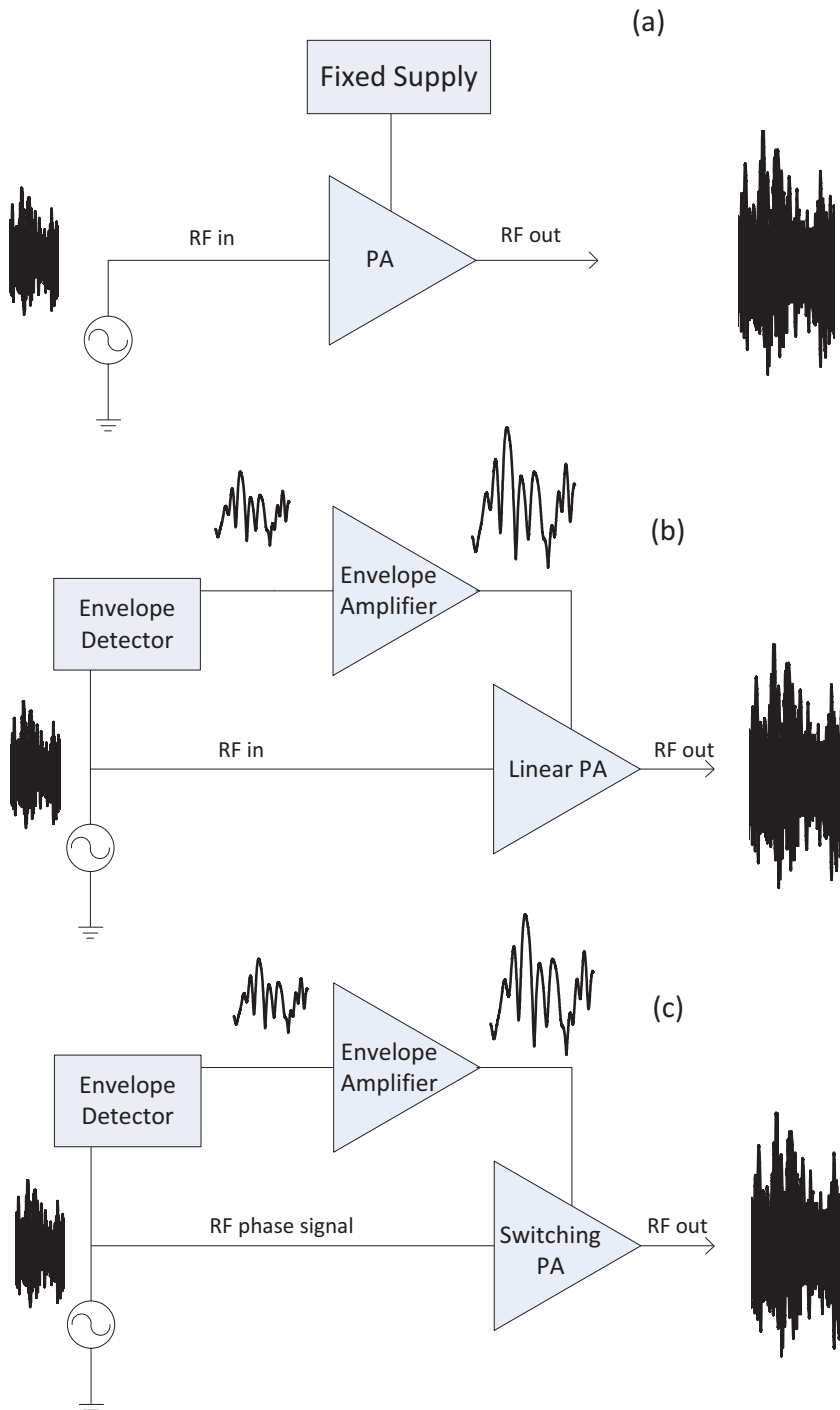 (a)
Fixed Supply
RF in
PA
RF out
(b)
Envelope
Amplifier
Envelope
Detector
RF in
Linear PA
RF out
(c)
Envelope
Amplifier
Envelope
Detector
RF phase signal
Switching
PA
RF out